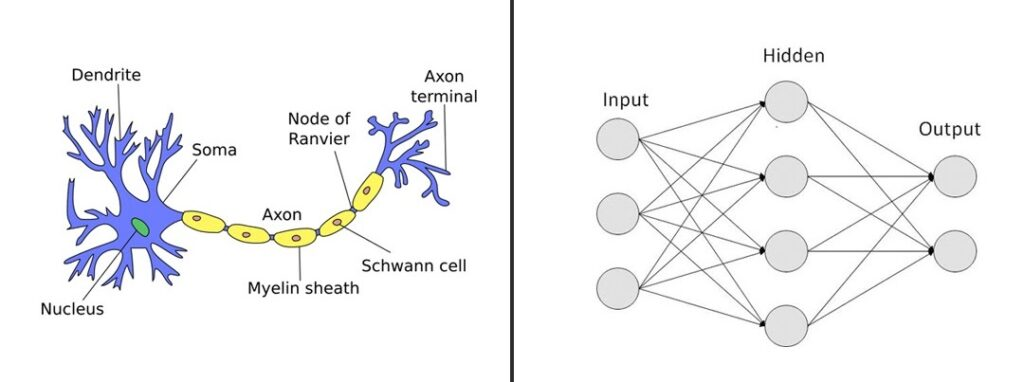 Dendrite
Axon
terminal
Node of
Ranvier
Soma
Axon
Schwann cell
Myelin sheath
Nucleus
Hidden
Input
Output